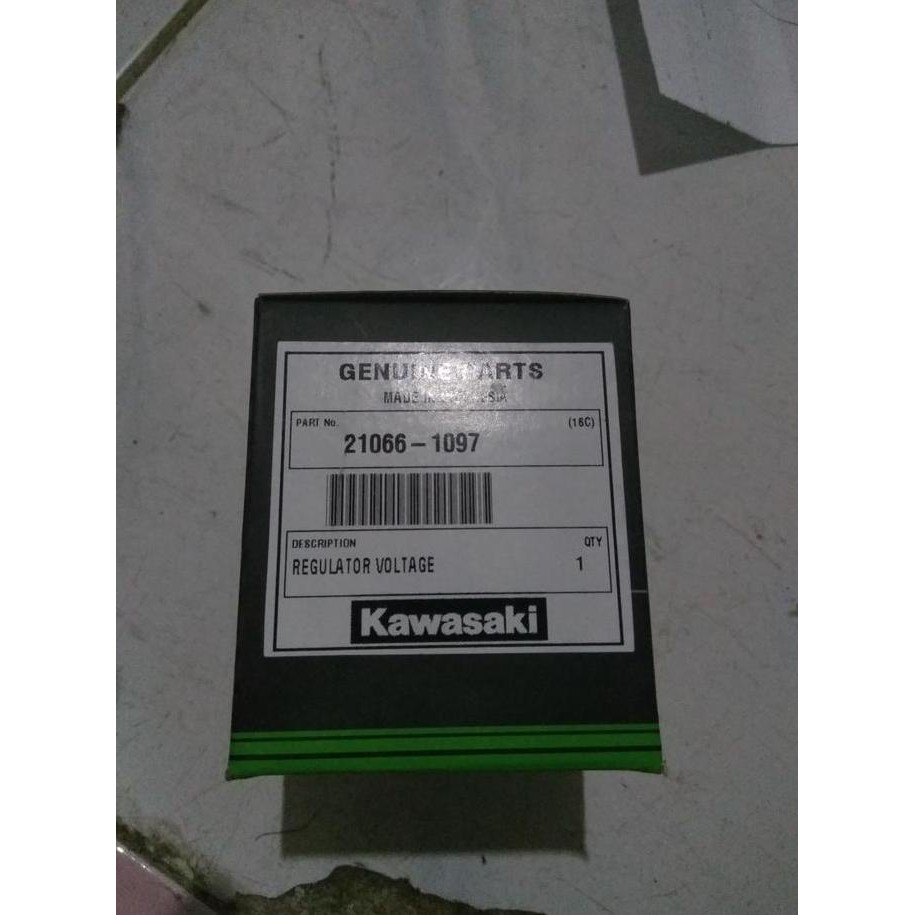 GENUINE PARTS
MADE IN
PART No. (16C)
21066-1097
DESCRIPTION QTY
REGULATOR VOLTAGE 1
Kawasaki